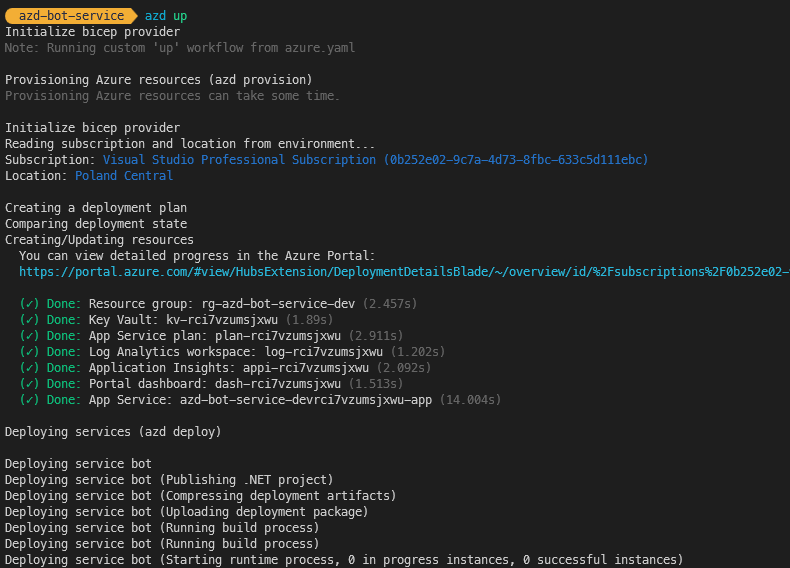 azd-bot-service azd up
Initialize bicep provider
Note: Running custom 'up' workflow from azure.yaml
Provisioning Azure resources (azd provision)
Provisioning Azure resources can take some time.
Initialize bicep provider
Reading subscription and location from environment...
Subscription: Visual Studio Professional Subscription (0b252e02-9c7a-4d73-8fbc-633c5d111ebc)
Location: Poland Central
Creating a deployment plan
Comparing deployment state
Creating/Updating resources
You can view detailed progress in the Azure Portal:
https://portal.azure.com/#view/HubsExtension/DeploymentDetailsBlade/~/overview/id/%2Fsubscriptions%2F0b252e02-
(✓) Done: Resource group: rg-azd-bot-service-dev (2.457s)
(✓) Done: Key Vault: kv-rci7vzumsjxwu (1.89s)
(✓) Done: App Service plan: plan-rci7vzumsjxwu (2.911s)
(✓) Done: Log Analytics workspace: log-rci7vzumsjxwu (1.202s)
(✓) Done: Application Insights: appi-rci7vzumsjxwu (2.092s)
(✓) Done: Portal dashboard: dash-rci7vzumsjxwu (1.513s)
(✓) Done: App Service: azd-bot-service-devrci7vzumsjxwu-app (14.004s)
Deploying services (azd deploy)
Deploying service bot
Deploying service bot (Publishing .NET project)
Deploying service bot (Compressing deployment artifacts)
Deploying service bot (Uploading deployment package)
Deploying service bot (Running build process)
Deploying service bot (Running build process)
Deploying service bot (Starting runtime process, 0 in progress instances, 0 successful instances)